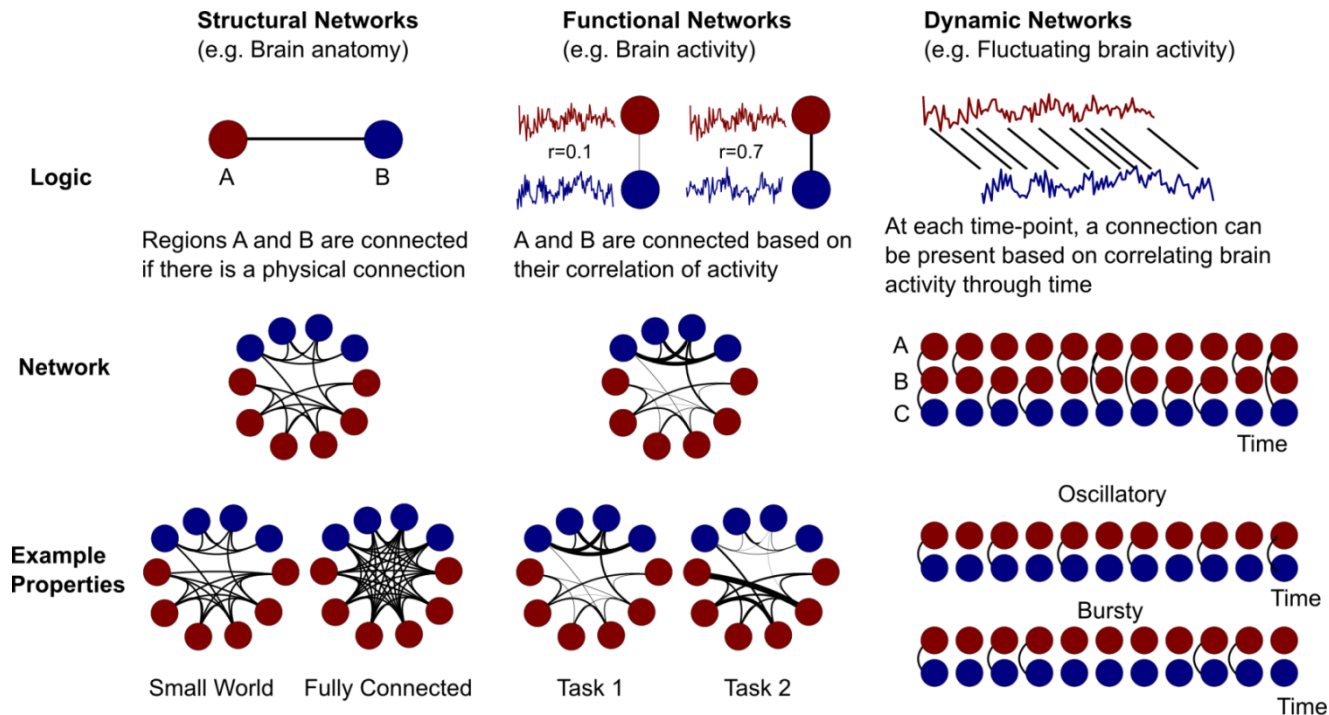 Structural Networks
(e.g. Brain anatomy)
Functional Networks
(e.g. Brain activity)
Dynamic Networks
(e.g. Fluctuating brain activity)
Logic
A
B
r=0.1
r=0.7
Regions A and B are connected
if there is a physical connection
A and B are connected based on
their correlation of activity
At each time-point, a connection can
be present based on correlating brain
activity through time
Network
A
B
C
Time
Example
Properties
Small World
Fully Connected
Task 1
Task 2
Oscillatory
Time
Bursty
Time